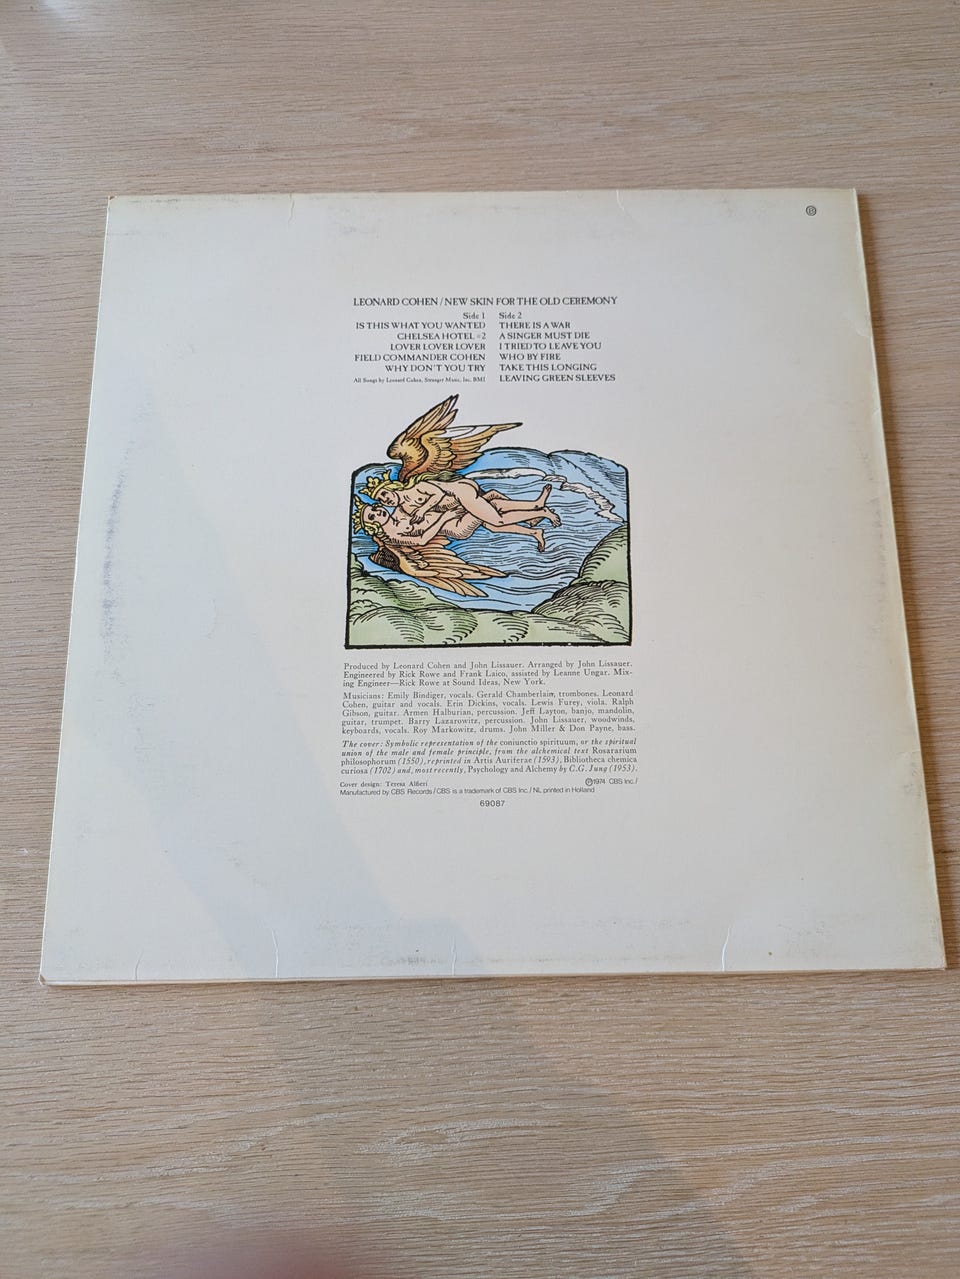 LEONARD COHEN / NEW SKIN FOR THE OLD CEREMONY
Side 1
IS THIS WHAT YOU WANTED
CHELSEA HOTEL #2
LOVER LOVER LOVER
FIELD COMMANDER COHEN
WHY DON'T YOU TRY
All Songs by Leonard Cohen, Stranger Music, Inc. BMI
Side 2
THERE IS A WAR
A SINGER MUST DIE
I TRIED TO LEAVE YOU
WHO BY FIRE
TAKE THIS LONGING
LEAVING GREEN SLEEVES
Produced by Leonard Cohen and John Lissauer. Arranged by John Lissauer.
Engineered by Rick Rowe and Frank Laico, assisted by Leanne Ungar. Mix-
ing Engineer—Rick Rowe at Sound Ideas, New York.
Musicians: Emily Bindiger, vocals. Gerald Chamberlain, trombones. Leonard
Cohen, guitar and vocals. Erin Dickins, vocals. Lewis Furey, viola. Ralph
Gibson, guitar. Armen Halburian, percussion. Jeff Layton, banjo, mandolin,
guitar, trumpet. Barry Lazarowitz, percussion. John Lissauer, woodwinds,
keyboards, vocals. Roy Markowitz, drums. John Miller & Don Payne, bass.
The cover: Symbolic representation of the coniunctio spirituum, or the spiritual
union of the male and female principle, from the alchemical text Rosararium
philosophorum (1550), reprinted in Artis Auriferae (1593), Bibliotheca chemica
curiosa (1702) and, most recently, Psychology and Alchemy by C.G. Jung (1953).
Cover design: Teresa Alfieri
℗1974 CBS Inc./
Manufactured by CBS Records / CBS is a trademark of CBS Inc. / NL printed in Holland
69087